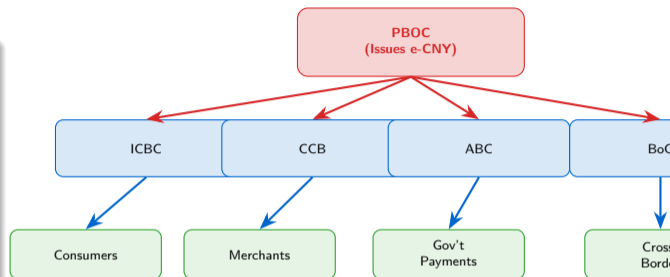 PBOC
(Issues e-CNY)
ICBC
CCB
ABC
Consumers
Merchants
Gov't
Payments